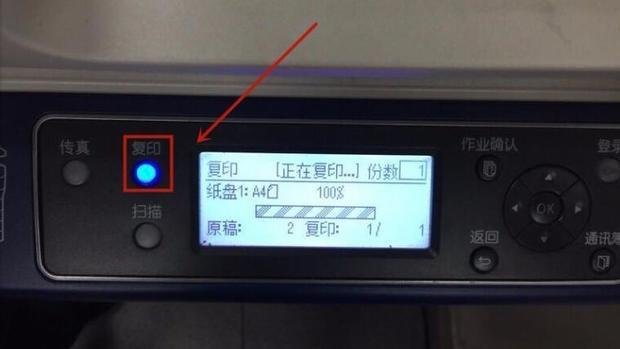 传真
复印
扫描
复印 [正在复印...] 份数 1
纸盘1: A4 100%
原稿: 2 复印: 1/ 1
作业确认
OK
返回
登录
通讯